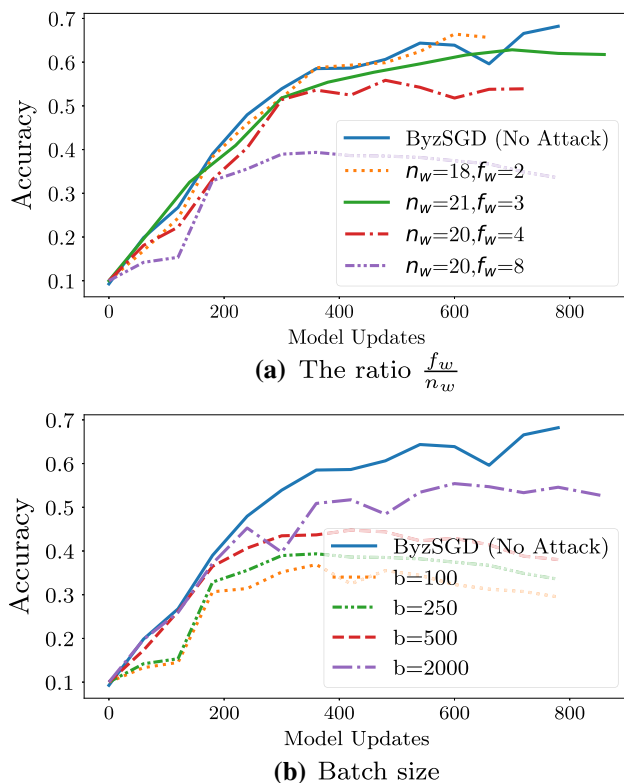 0.7
0.6
0.5
0.4
0.3
0.2
0.1
Accuracy
ByzSGD (No Attack)
n_w=18,f_w=2
n_w=21,f_w=3
n_w=20,f_w=4
n_w=20,f_w=8
0 200 400 600 800
Model Updates
(a) The ratio f_w/n_w
0.7
0.6
0.5
0.4
0.3
0.2
0.1
Accuracy
ByzSGD (No Attack)
b=100
b=250
b=500
b=2000
0 200 400 600 800
Model Updates
(b) Batch size